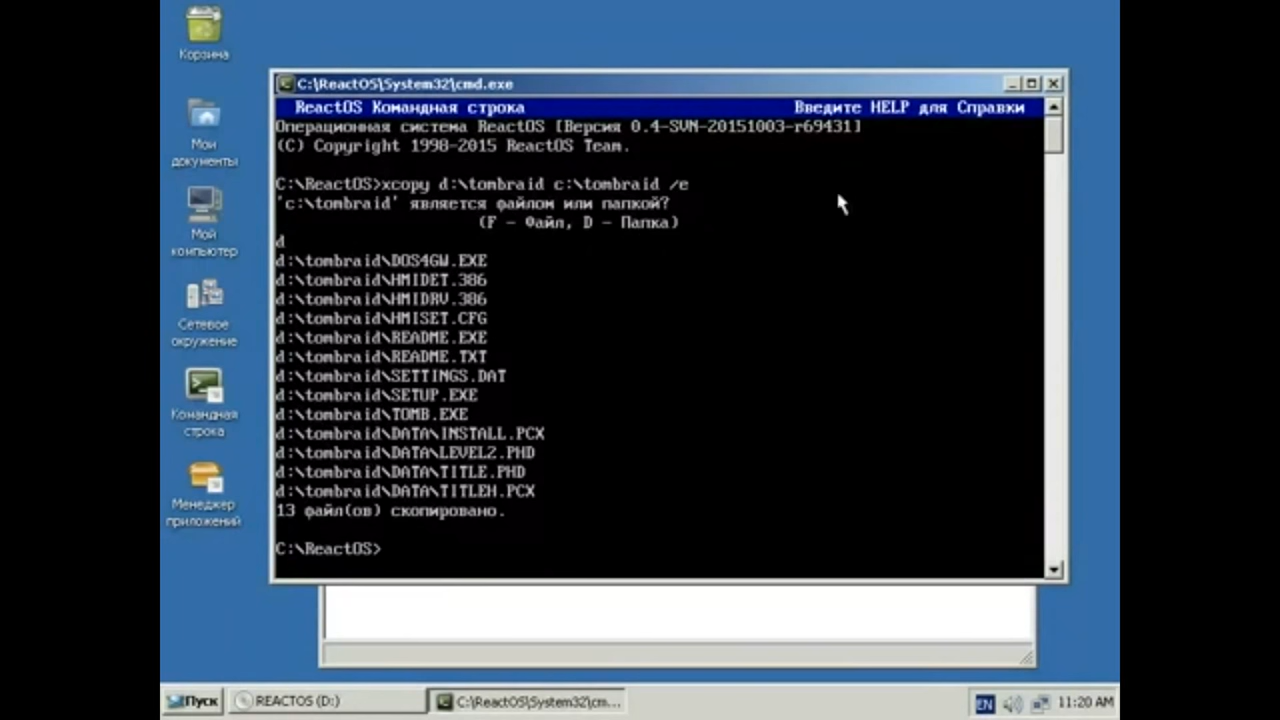 Корзина
Мои
документы
Мой
компьютер
Сетевое
окружение
Командная
строка
Менеджер
приложений
C:\ReactOS\System32\cmd.exe
ReactOS Командная строка
Введите HELP для Справки
Операционная система ReactOS [Версия 0.4-SVN-20151003-r69431]
(C) Copyright 1998-2015 ReactOS Team.
C:\ReactOS>xcopy d:\tombraid c:\tombraid /e
'c:\tombraid' является файлом или папкой?
(F - Файл, D - Папка)
d
d:\tombraid\DOS4GW.EXE
d:\tombraid\HMIDET.386
d:\tombraid\HMIDRV.386
d:\tombraid\HMISET.CFG
d:\tombraid\README.EXE
d:\tombraid\README.TXT
d:\tombraid\SETTINGS.DAT
d:\tombraid\SETUP.EXE
d:\tombraid\TOMB.EXE
d:\tombraid\DATA\INSTALL.PCX
d:\tombraid\DATA\LEVEL2.PHD
d:\tombraid\DATA\TITLE.PHD
d:\tombraid\DATA\TITLEH.PCX
13 файл(ов) скопировано.
C:\ReactOS>
Пуск
REACTOS (D:)
C:\ReactOS\System32\cm...
EN
11:20 AM